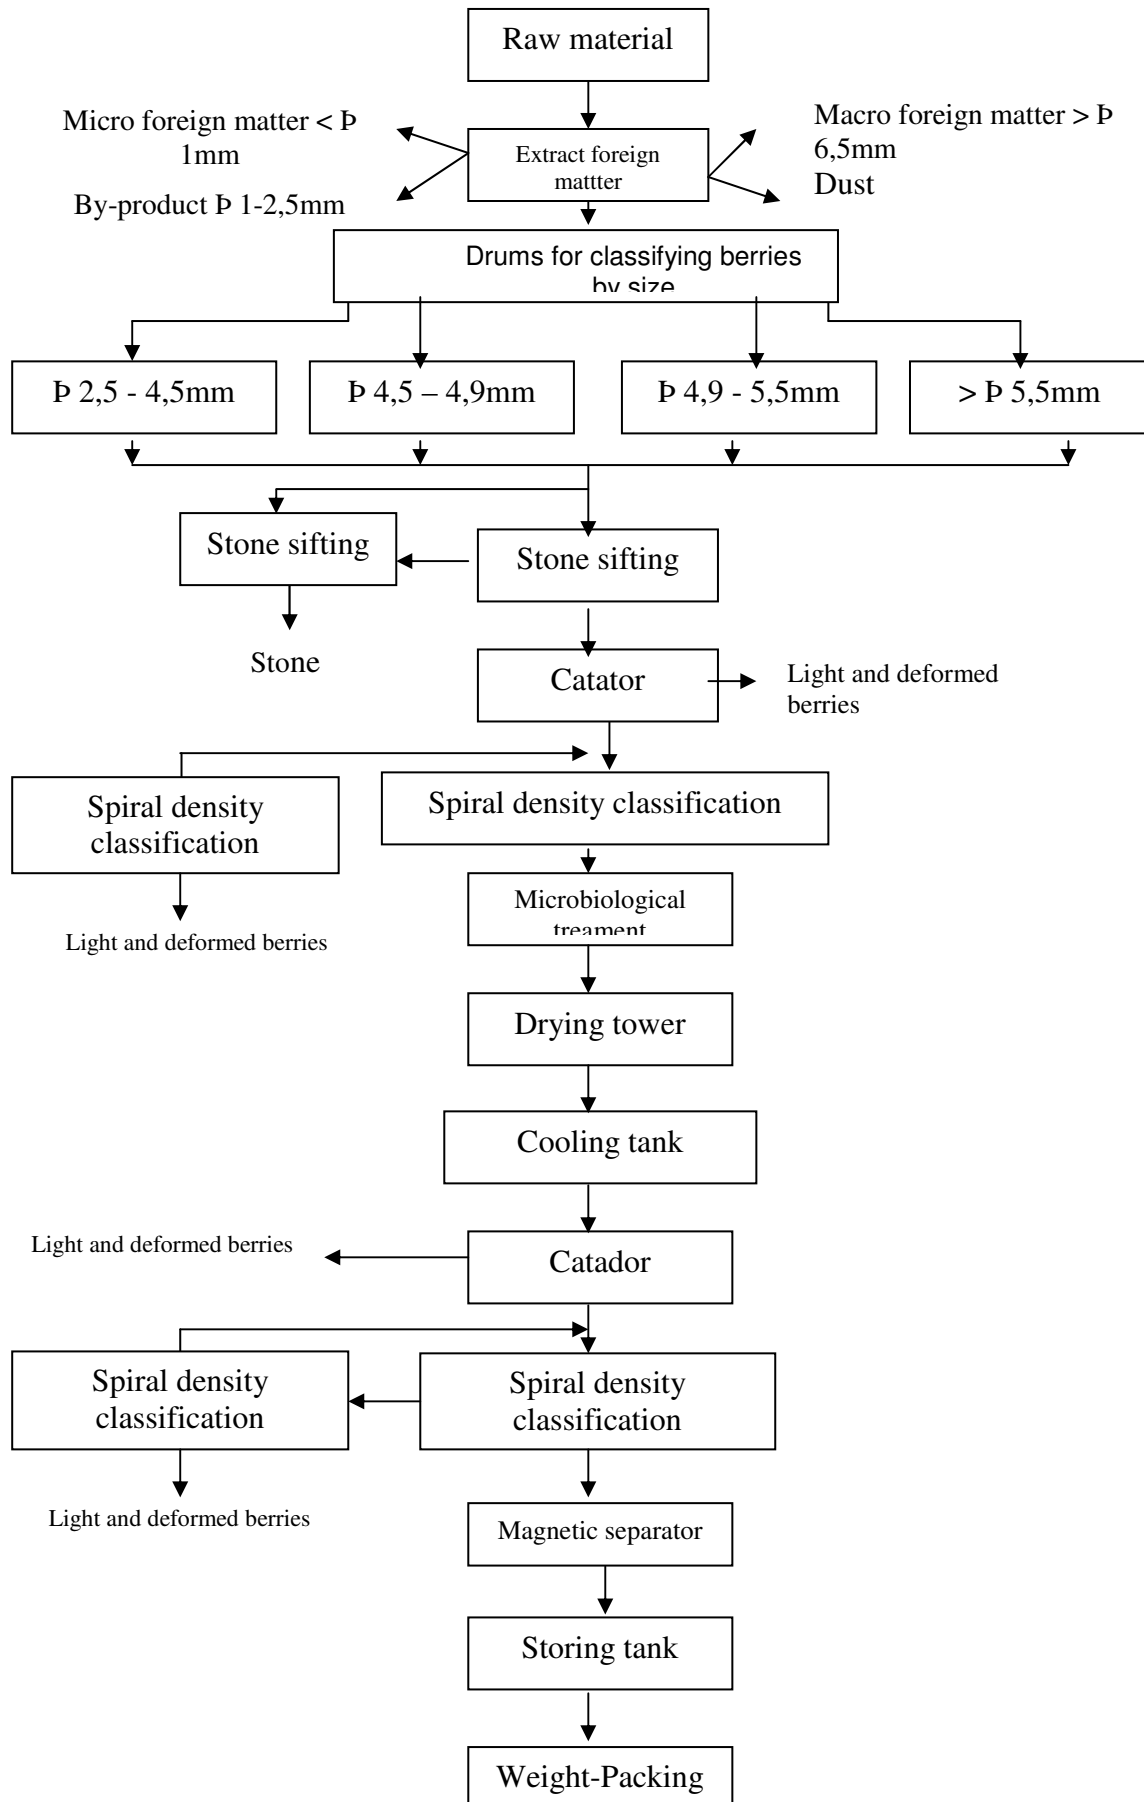 Raw material
Micro foreign matter < Ϸ
1mm
Macro foreign matter > Ϸ
6,5mm
Extract foreign
mattter
By-product Ϸ 1-2,5mm
Dust
Drums for classifying berries
by size
Ϸ 2,5 - 4,5mm
Ϸ 4,5 – 4,9mm
Ϸ 4,9 - 5,5mm
> Ϸ 5,5mm
Stone sifting
Stone sifting
Stone
Catator
Light and deformed
berries
Spiral density
classification
Spiral density classification
Light and deformed berries
Microbiological
treament
Drying tower
Cooling tank
Light and deformed berries
Catador
Spiral density
classification
Spiral density
classification
Light and deformed berries
Magnetic separator
Storing tank
Weight-Packing